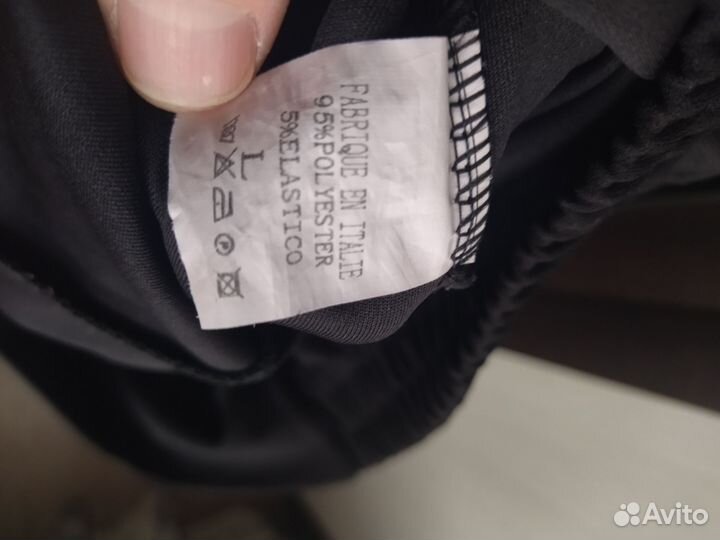 FABRIQUE EN ITALIE
95%POLYESTER
5%ELASTICO
L
Avito